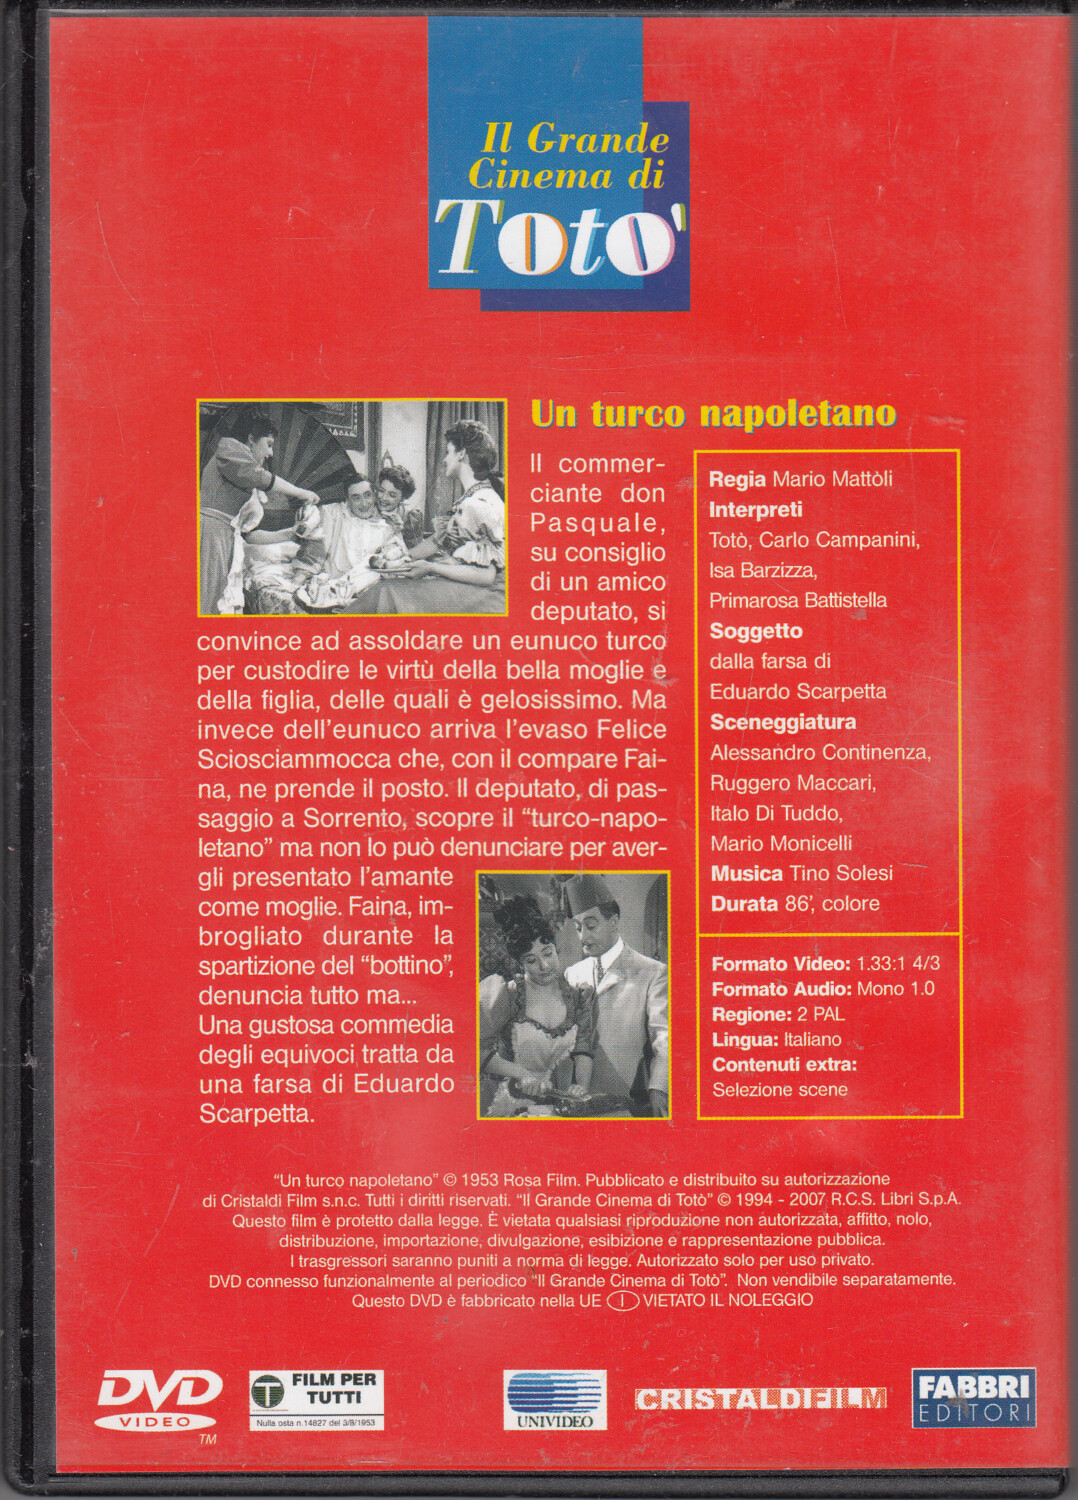 Il Grande
Cinema di
Totò
Un turco napoletano
Il commer-
ciante don
Pasquale,
su consiglio
di un amico
deputato, si
convince ad assoldare un eunuco turco
per custodire le virtù della bella moglie e
della figlia, delle quali è gelosissimo. Ma
invece dell'eunuco arriva l'evaso Felice
Sciosciammocca che, con il compare Fai-
na, ne prende il posto. Il deputato, di pas-
saggio a Sorrento, scopre il "turco-napo-
letano" ma non lo può denunciare per aver-
gli presentato l'amante
come moglie. Faina, im-
brogliato durante la
spartizione del "bottino",
denuncia tutto ma...
Una gustosa commedia
degli equivoci tratta da
una farsa di Eduardo
Scarpetta.
Regia Mario Mattòli
Interpreti
Totò, Carlo Campanini,
Isa Barzizza,
Primarosa Battistella
Soggetto
dalla farsa di
Eduardo Scarpetta
Sceneggiatura
Alessandro Continenza,
Ruggero Maccari,
Italo Di Tuddo,
Mario Monicelli
Musica Tino Solesi
Durata 86', colore
Formato Video: 1.33:1 4/3
Formato Audio: Mono 1.0
Regione: 2 PAL
Lingua: Italiano
Contenuti extra:
Selezione scene
"Un turco napoletano" © 1953 Rosa Film. Pubblicato e distribuito su autorizzazione
di Cristaldi Film s.n.c. Tutti i diritti riservati. "Il Grande Cinema di Totò" © 1994 - 2007 R.C.S. Libri S.p.A.
Questo film è protetto dalla legge. È vietata qualsiasi riproduzione non autorizzata, affitto, nolo,
distribuzione, importazione, divulgazione, esibizione e rappresentazione pubblica.
I trasgressori saranno puniti a norma di legge. Autorizzato solo per uso privato.
DVD connesso funzionalmente al periodico "Il Grande Cinema di Totò". Non vendibile separatamente.
Questo DVD è fabbricato nella UE I VIETATO IL NOLEGGIO
DVD
VIDEO
TM
T
FILM PER
TUTTI
Nulla osta n.14827 del 3/8/1953
UNIVIDEO
CRISTALDIFILM
FABBRI
EDITORI